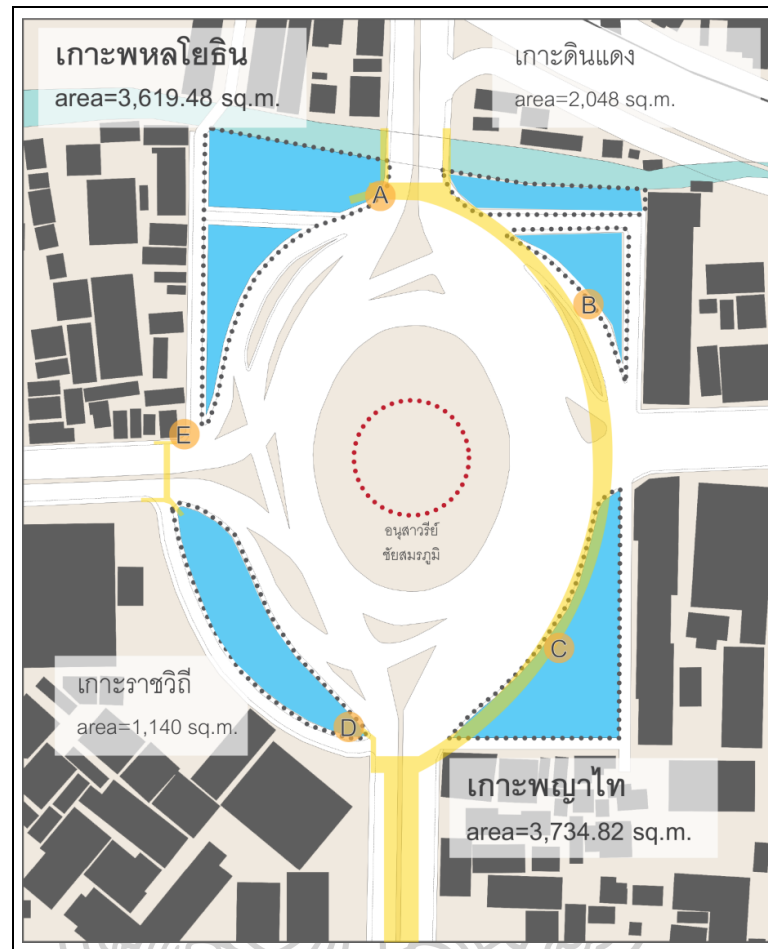 เกาะพหลโยธิน
area=3,619.48 sq.m.
เกาะดินแดง
area=2,048 sq.m.
A
B
E
อนุสาวรีย์
ชัยสมรภูมิ
C
เกาะราชวิถี
area=1,140 sq.m.
D
เกาะพญาไท
area=3,734.82 sq.m.